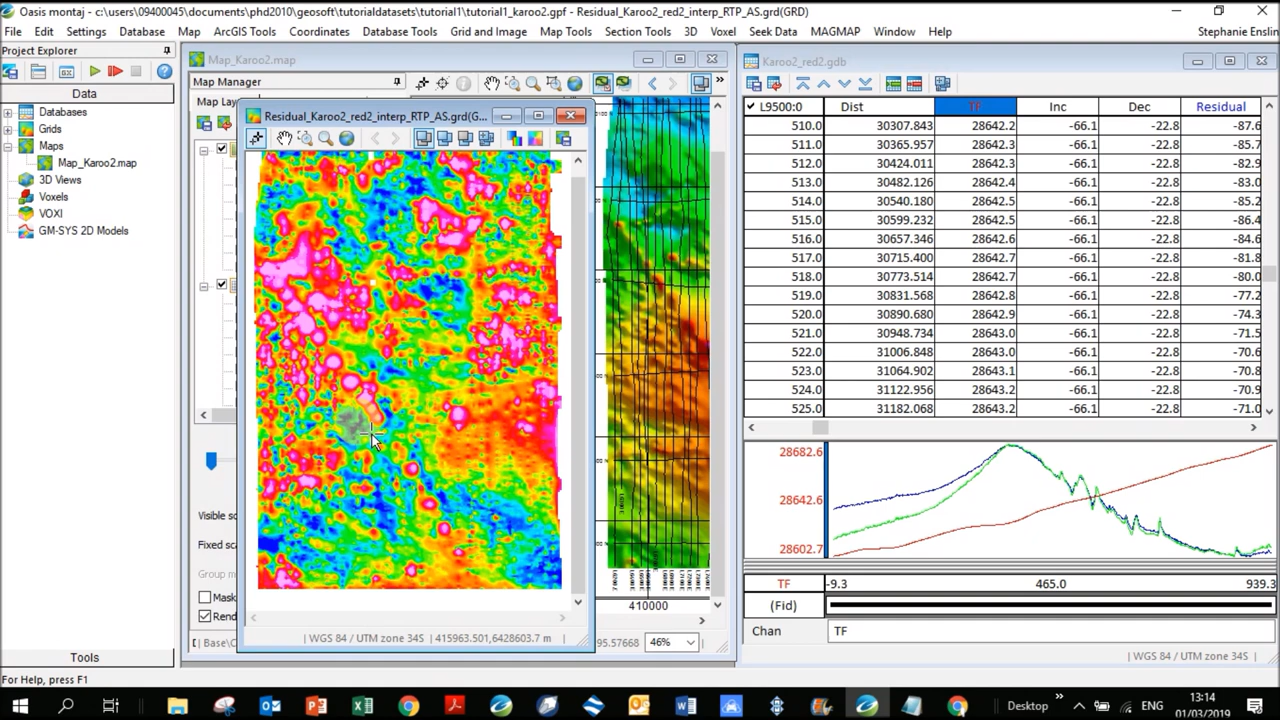 Oasis montaj - c:\users\09400045\documents\phd2010\geosoft\tutorialdatasets\tutorial1\tutorial1_karoo2.gpf - Residual_Karoo2_red2_interp_RTP_AS.grd(GRD)
File Edit Settings Database Map ArcGIS Tools Coordinates Database Tools Grid and Image Map Tools Section Tools 3D Voxel Seek Data MAGMAP Window Help Stephanie Enslin
Project Explorer
Data
Databases
Grids
Maps
Map_Karoo2.map
3D Views
Voxels
VOXI
GM-SYS 2D Models
Tools
For Help, press F1
Map_Karoo2.map
Map Manager
Map Lay
Visible sc
Fixed sca
Group m
Mask
Rend
Base\C
Residual_Karoo2_red2_interp_RTP_AS.grd(G...
WGS 84 / UTM zone 34S | 415963.501,6428603.7 m
410000
95.57668 46%
Karoo2_red2.gdb
L9500:0 Dist TF Inc Dec Residual
510.0 30307.843 28642.2 -66.1 -22.8 -87.6
511.0 30365.957 28642.3 -66.1 -22.8 -85.7
512.0 30424.011 28642.3 -66.1 -22.8 -82.9
513.0 30482.126 28642.4 -66.1 -22.8 -83.0
514.0 30540.180 28642.5 -66.1 -22.8 -85.2
515.0 30599.232 28642.5 -66.1 -22.8 -86.4
516.0 30657.346 28642.6 -66.1 -22.8 -84.6
517.0 30715.400 28642.7 -66.1 -22.8 -81.8
518.0 30773.514 28642.7 -66.1 -22.8 -80.0
519.0 30831.568 28642.8 -66.1 -22.8 -77.2
520.0 30890.680 28642.9 -66.1 -22.8 -74.3
521.0 30948.734 28643.0 -66.1 -22.8 -71.5
522.0 31006.848 28643.0 -66.1 -22.8 -70.6
523.0 31064.902 28643.1 -66.1 -22.8 -70.6
524.0 31122.956 28643.2 -66.1 -22.8 -70.9
525.0 31182.068 28643.2 -66.1 -22.8 -71.0
28682.6
28642.6
28602.7
TF -9.3 465.0 939.3
(Fid)
Chan TF
WGS 84 / UTM zone 34S
Desktop ENG 13:14
01/03/2019